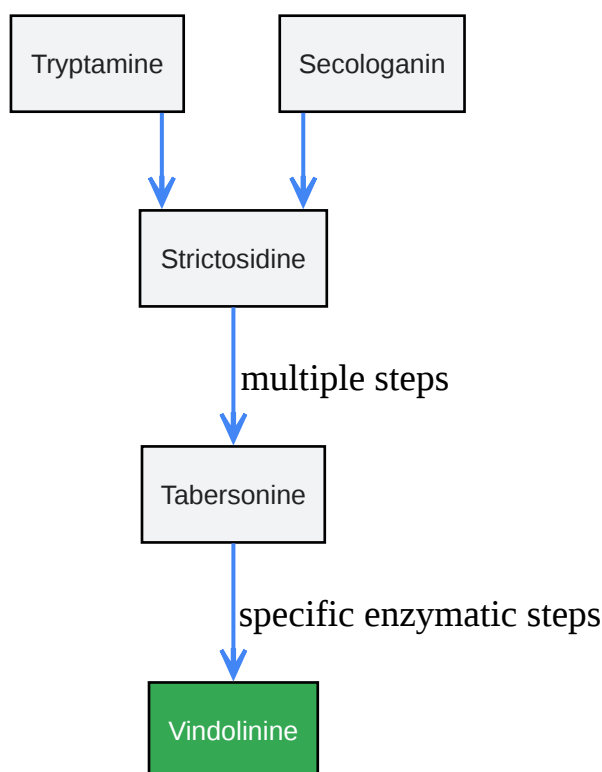 Tryptamine
Secologanin
Strictosidine
multiple steps
Tabersonine
specific enzymatic steps
Vindolinine